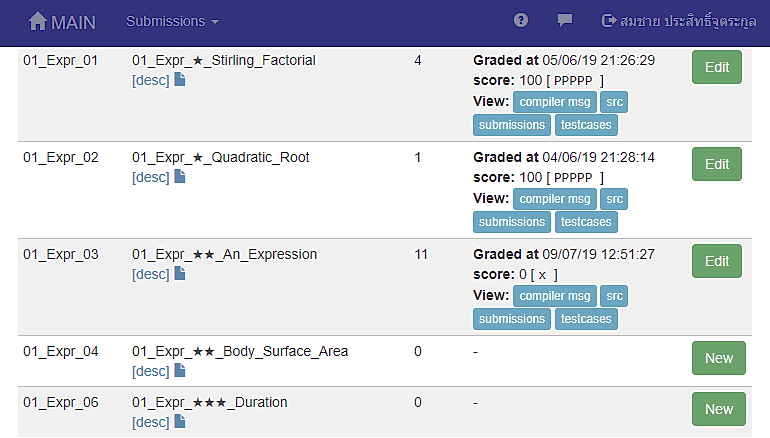 MAIN Submissions ? สมชาย ประสิทธิ์จูตระกูล
01_Expr_01 01_Expr_★_Stirling_Factorial 4 Graded at 05/06/19 21:26:29 Edit
[desc] score: 100 [ PPPPP ]
View: compiler msg src
submissions testcases
01_Expr_02 01_Expr_★_Quadratic_Root 1 Graded at 04/06/19 21:28:14 Edit
[desc] score: 100 [ PPPPP ]
View: compiler msg src
submissions testcases
01_Expr_03 01_Expr_★★_An_Expression 11 Graded at 09/07/19 12:51:27 Edit
[desc] score: 0 [ x ]
View: compiler msg src
submissions testcases
01_Expr_04 01_Expr_★★_Body_Surface_Area 0 - New
[desc]
01_Expr_06 01_Expr_★★★_Duration 0 - New
[desc]